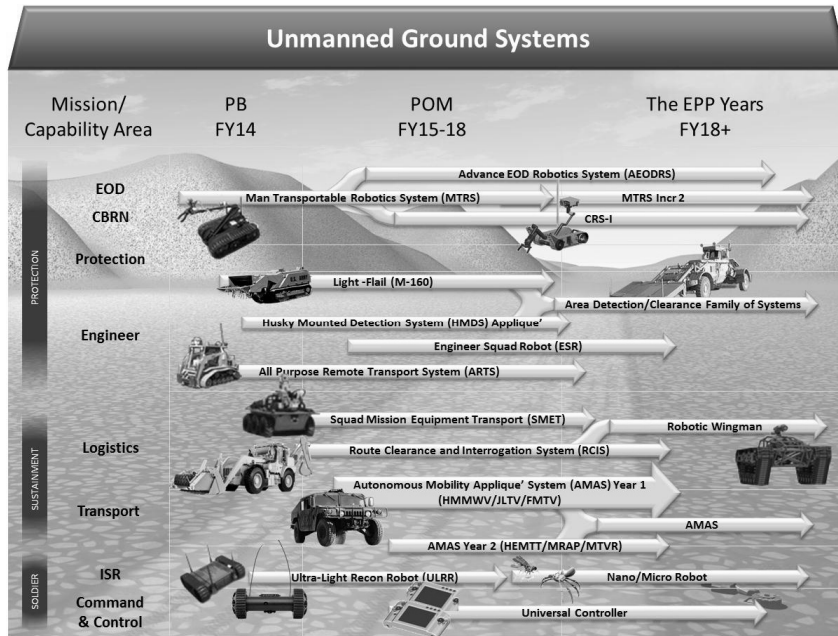 Unmanned Ground Systems
Mission/
Capability Area
PB
FY14
POM
FY15-18
The EPP Years
FY18+
PROTECTION
EOD
CBRN
Protection
Engineer
Advance EOD Robotics System (AEODRS)
Man Transportable Robotics System (MTRS)
MTRS Incr 2
CRS-I
Light -Flail (M-160)
Area Detection/Clearance Family of Systems
Husky Mounted Detection System (HMDS) Applique’
Engineer Squad Robot (ESR)
All Purpose Remote Transport System (ARTS)
SUSTAINMENT
Logistics
Transport
Squad Mission Equipment Transport (SMET)
Robotic Wingman
Route Clearance and Interrogation System (RCIS)
Autonomous Mobility Applique’ System (AMAS) Year 1
(HMMWV/JLTV/FMTV)
AMAS
AMAS Year 2 (HEMTT/MRAP/MTVR)
SOLDIER
ISR
Command
& Control
Ultra-Light Recon Robot (ULRR)
Nano/Micro Robot
Universal Controller